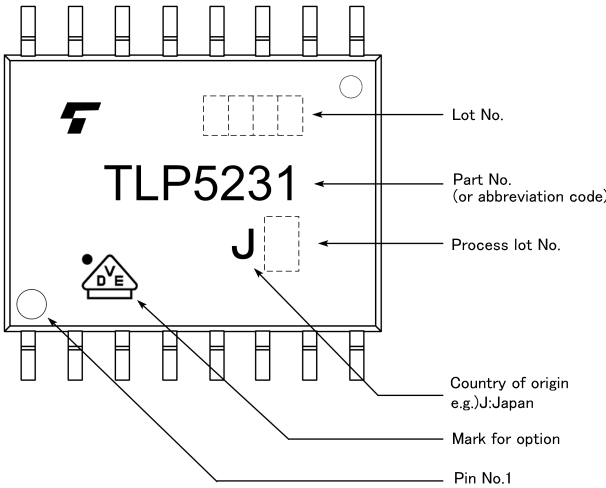 Lot No.
TLP5231
Part No.
(or abbreviation code)
J
Process lot No.
V
D E
Country of origin
e.g.)J:Japan
Mark for option
Pin No.1